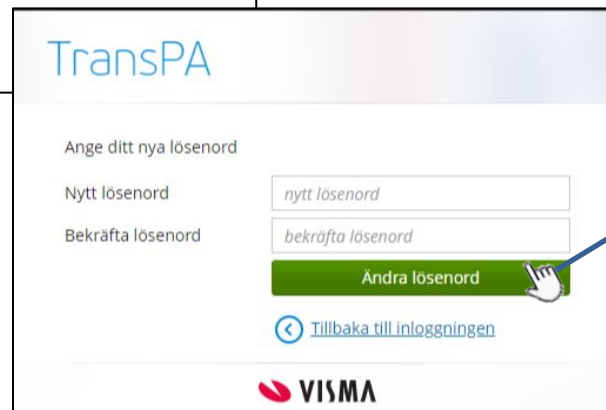 TransPA
Ange ditt nya lösenord
Nytt lösenord nytt lösenord
Bekräfta lösenord bekräfta lösenord
Ändra lösenord
Tillbaka till inloggningen
VISMA